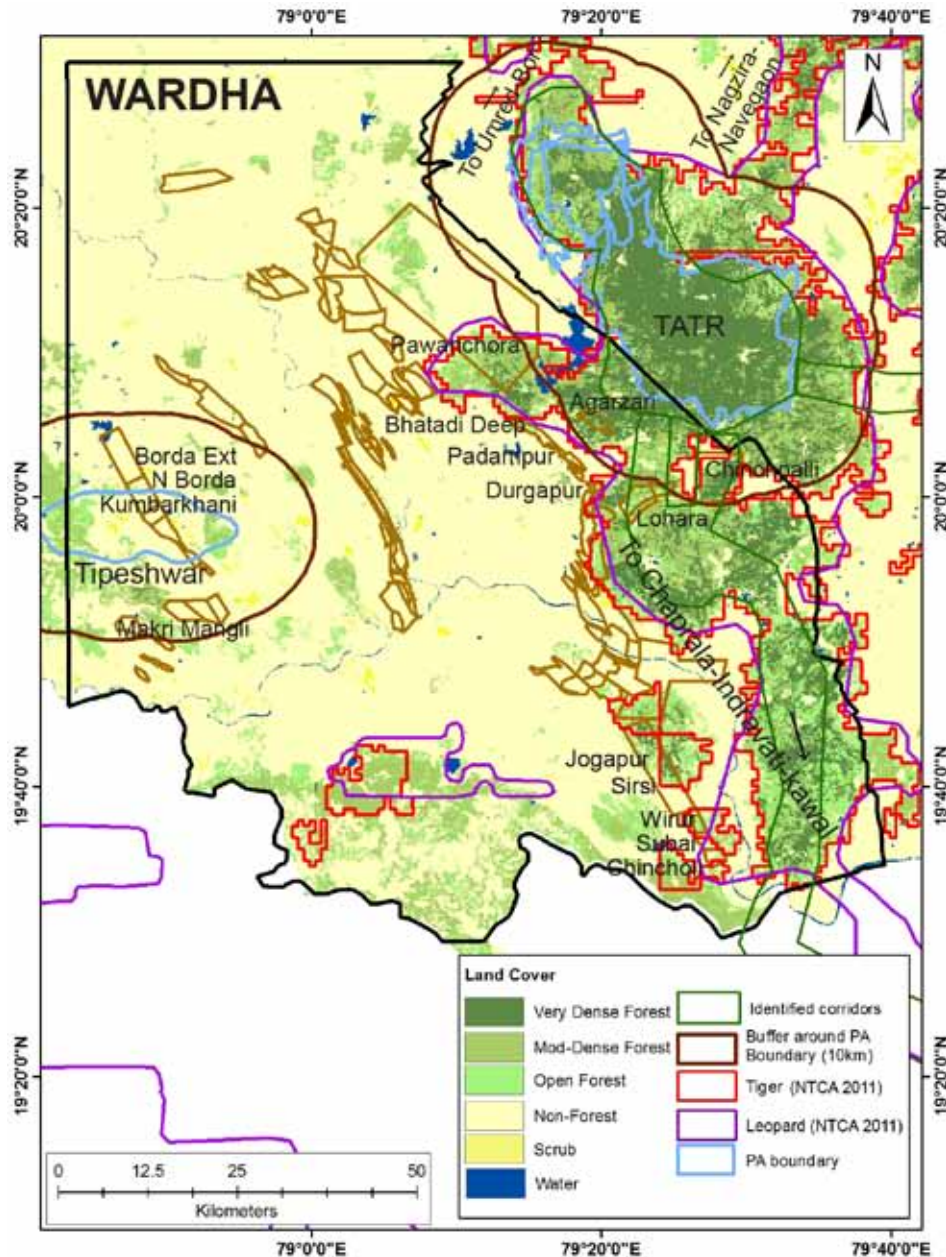 79°0'0"E 79°20'0"E 79°40'0"E
WARDHA
N
To Umred-Bor
To Nagzira-
Navegaon
20°20'0"N
20°20'0"N
TATR
Pawanchora
Agarzari
Bhatadi Deep
Padampur
Durgapur
Chinchpalli
Lohara
Borda Ext
N Borda
Kumbarkhani
20°0'0"N
20°0'0"N
Tipeshwar
Makri Mangli
To Chaprala-Indravati-Kawal
Jogapur
Sirsi
19°40'0"N
19°40'0"N
Wirur
Subai
Chincholi
Land Cover
Very Dense Forest
Mod-Dense Forest
Open Forest
Non-Forest
Scrub
Water
Identified corridors
Buffer around PA
Boundary (10km)
Tiger (NTCA 2011)
Leopard (NTCA 2011)
PA boundary
19°20'0"N
19°20'0"N
0 12.5 25 50
Kilometers
79°0'0"E 79°20'0"E 79°40'0"E